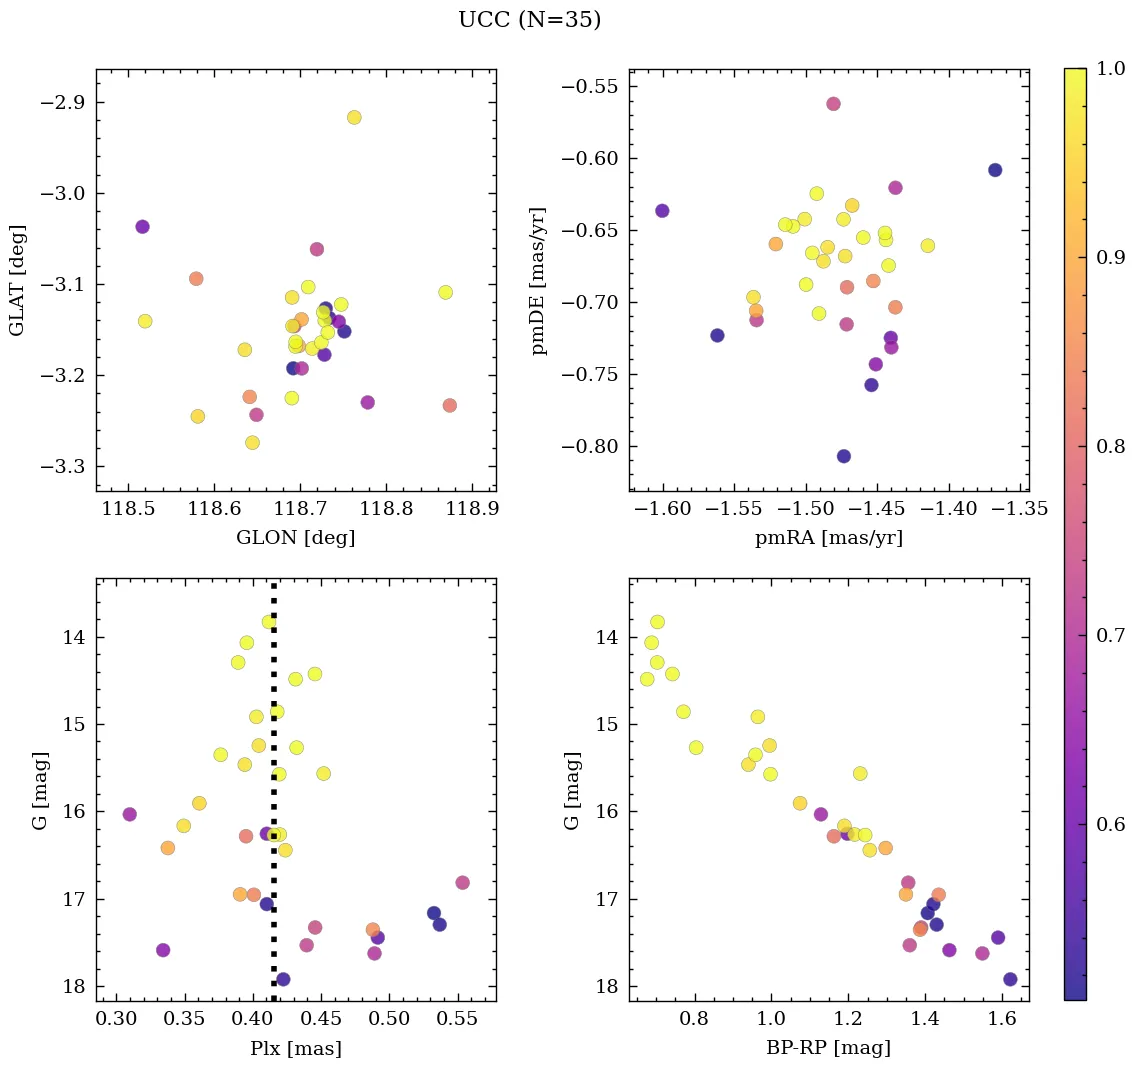 UCC (N=35)
−2.9
−3.0
−3.1
−3.2
−3.3
GLAT [deg]
118.5 118.6 118.7 118.8 118.9
GLON [deg]
−0.55
−0.60
−0.65
−0.70
−0.75
−0.80
pmDE [mas/yr]
−1.60 −1.55 −1.50 −1.45 −1.40 −1.35
pmRA [mas/yr]
1.0
0.9
0.8
0.7
0.6
14
15
16
17
18
G [mag]
0.30 0.35 0.40 0.45 0.50 0.55
Plx [mas]
14
15
16
17
18
G [mag]
0.8 1.0 1.2 1.4 1.6
BP-RP [mag]